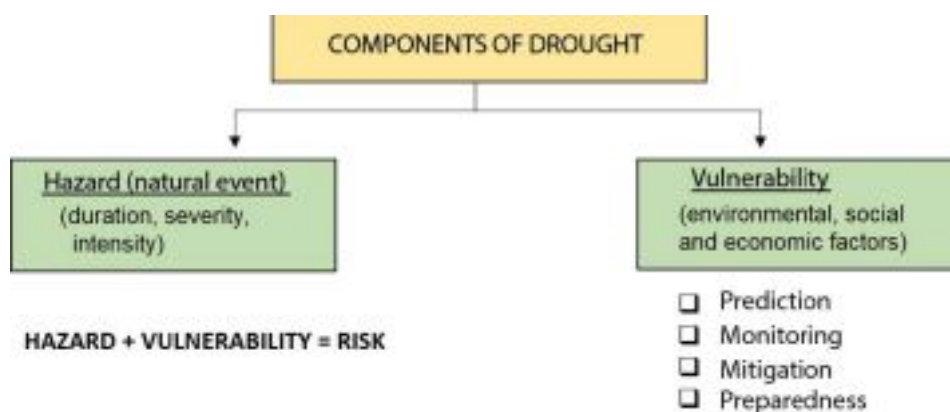 COMPONENTS OF DROUGHT
Hazard (natural event)
(duration, severity,
intensity)
Vulnerability
(environmental, social
and economic factors)
HAZARD + VULNERABILITY = RISK
❑ Prediction
❑ Monitoring
❑ Mitigation
❑ Preparedness